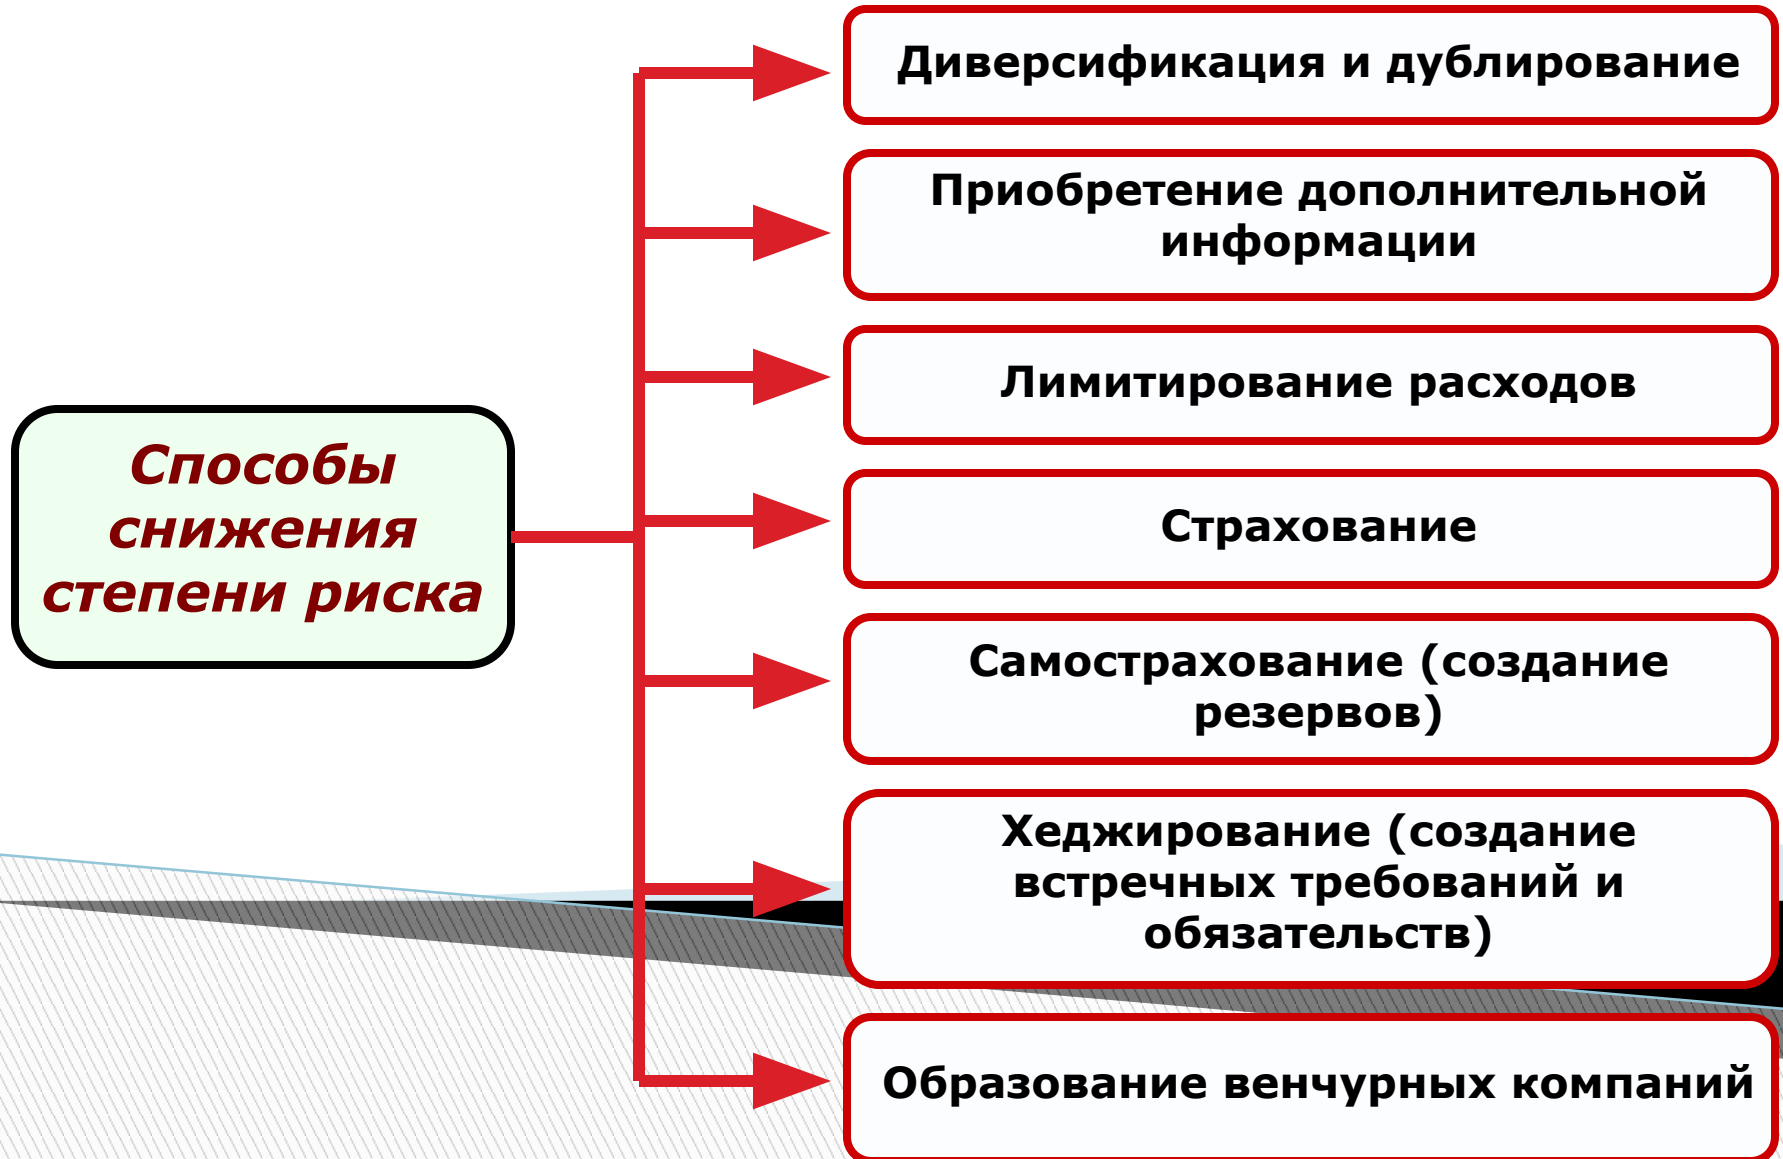 Способы
снижения
степени риска
Диверсификация и дублирование
Приобретение дополнительной
информации
Лимитирование расходов
Страхование
Самострахование (создание
резервов)
Хеджирование (создание
встречных требований и
обязательств)
Образование венчурных компаний